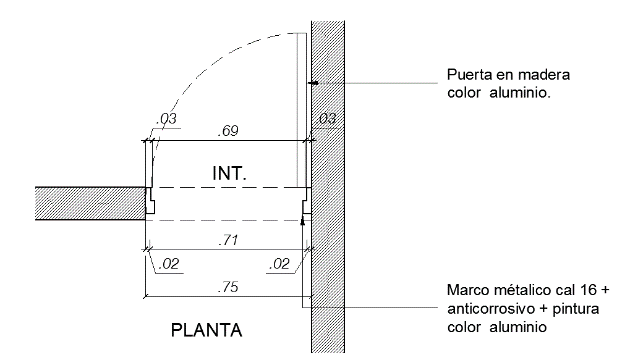 Puerta en madera
color aluminio.
.03
.03
.69
INT.
.71
.02
.02
.75
Marco métalico cal 16 +
anticorrosivo + pintura
color aluminio
PLANTA